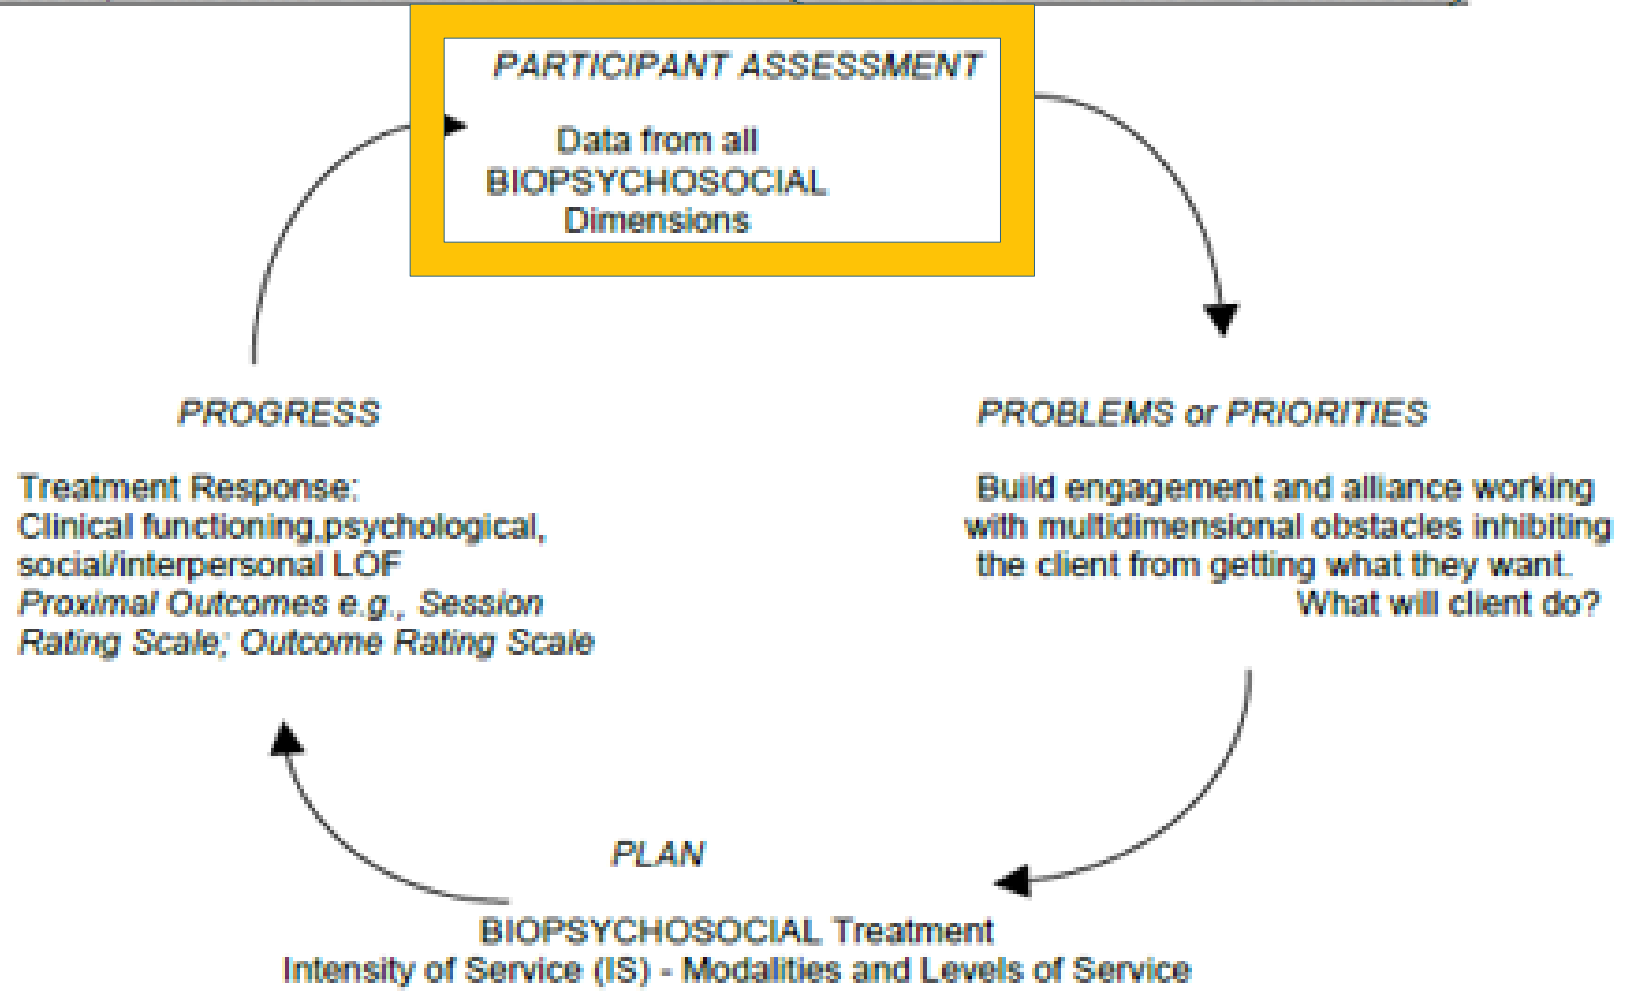 PARTICIPANT ASSESSMENT
Data from all
BIOPSYCHOSOCIAL
Dimensions
PROBLEMS or PRIORITIES
Build engagement and alliance working
with multidimensional obstacles inhibiting
the client from getting what they want.
What will client do?
PLAN
BIOPSYCHOSOCIAL Treatment
Intensity of Service (IS) - Modalities and Levels of Service
PROGRESS
Treatment Response:
Clinical functioning,psychological,
social/interpersonal LOF
Proximal Outcomes e.g., Session
Rating Scale; Outcome Rating Scale